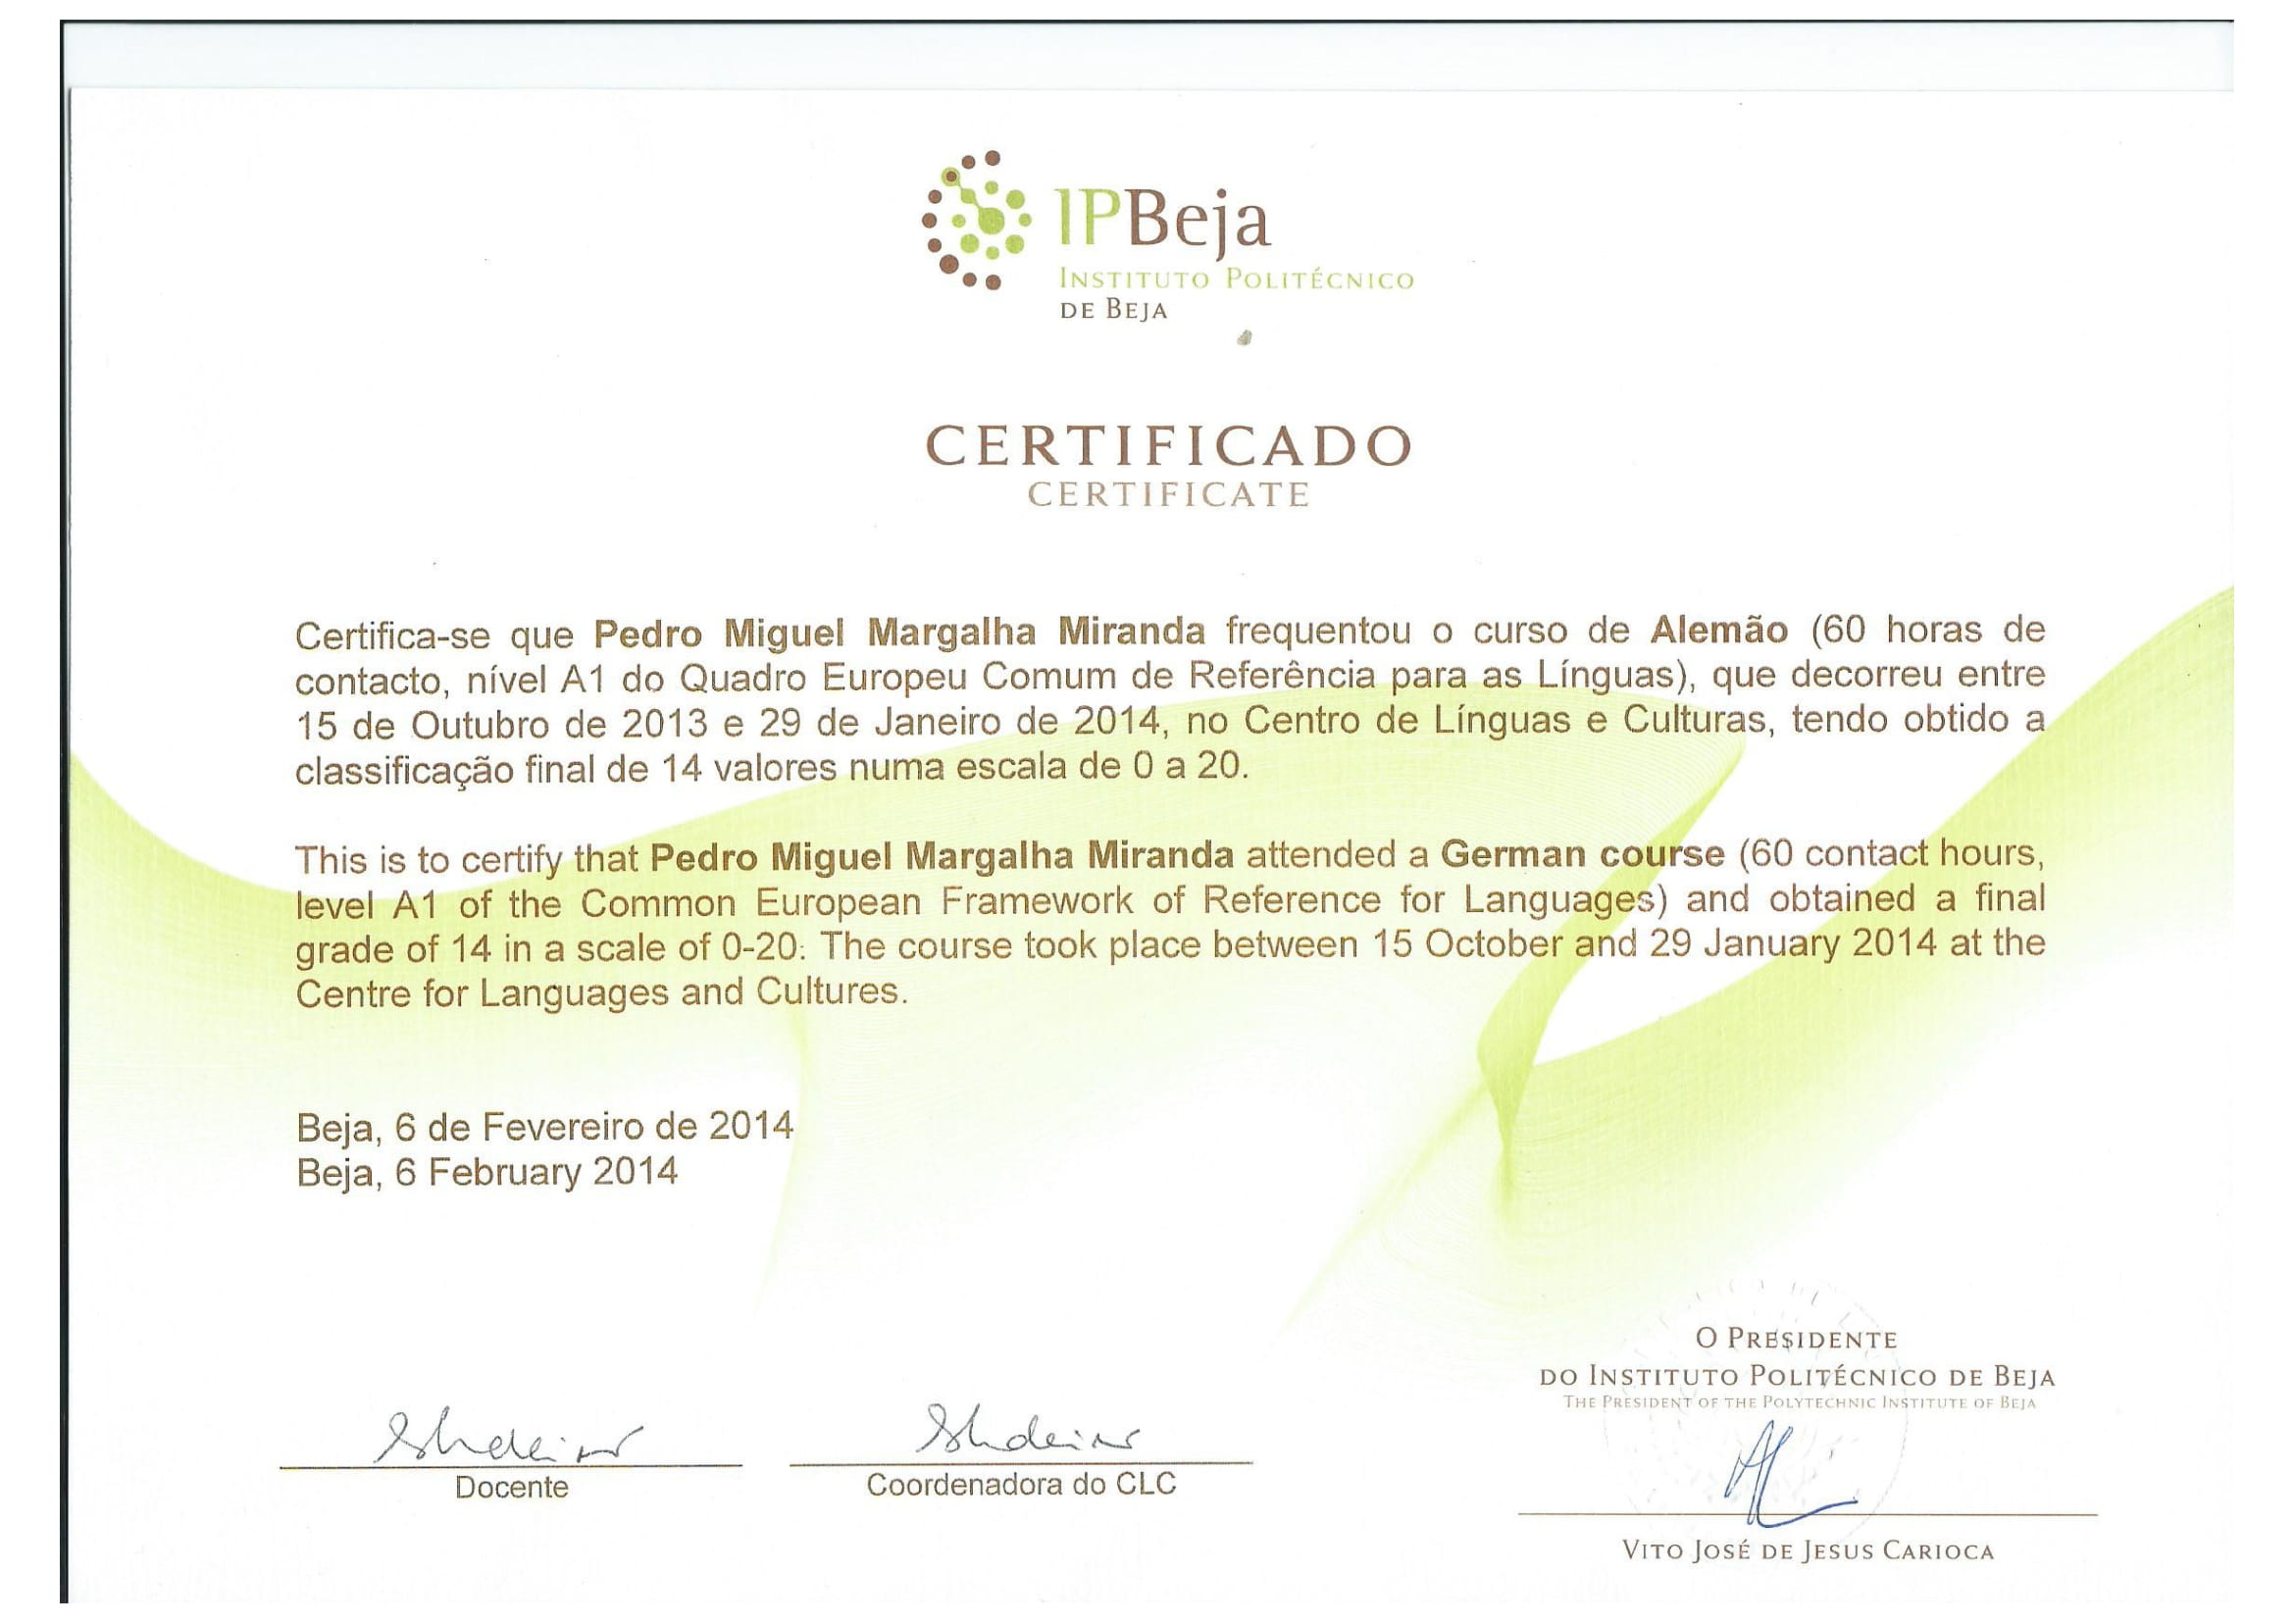 IPBeja
Instituto Politécnico
de Beja
CERTIFICADO
CERTIFICATE
Certifica-se que Pedro Miguel Margalha Miranda frequentou o curso de Alemão (60 horas de
contacto, nível A1 do Quadro Europeu Comum de Referência para as Línguas), que decorreu entre
15 de Outubro de 2013 e 29 de Janeiro de 2014, no Centro de Línguas e Culturas, tendo obtido a
classificação final de 14 valores numa escala de 0 a 20.
This is to certify that Pedro Miguel Margalha Miranda attended a German course (60 contact hours,
level A1 of the Common European Framework of Reference for Languages) and obtained a final
grade of 14 in a scale of 0-20. The course took place between 15 October and 29 January 2014 at the
Centre for Languages and Cultures.
Beja, 6 de Fevereiro de 2014
Beja, 6 February 2014
Docente
Coordenadora do CLC
O Presidente
do Instituto Politécnico de Beja
The President of the Polytechnic Institute of Beja
Vito José de Jesus Carioca